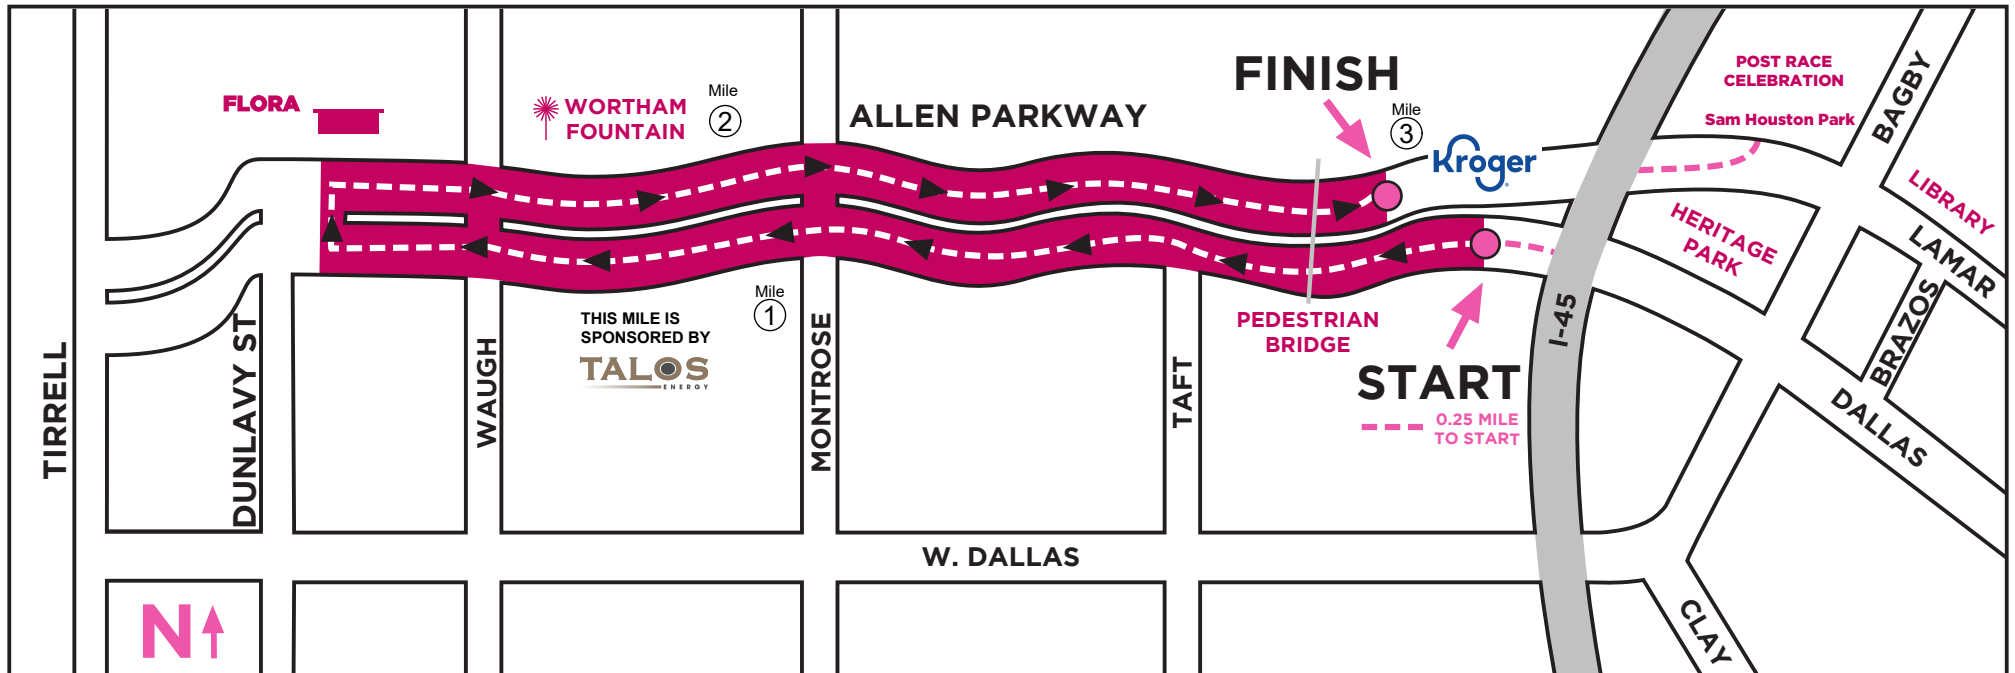 FLORA
WORTHAM
FOUNTAIN
Mile
2
ALLEN PARKWAY
FINISH
Mile
3
Kroger
POST RACE
CELEBRATION
Sam Houston Park
BAGBY
LIBRARY
LAMAR
HERITAGE
PARK
BRAZOS
DALLAS
I-45
PEDESTRIAN
BRIDGE
START
0.25 MILE
TO START
Mile
1
THIS MILE IS
SPONSORED BY
TALOS
ENERGY
TIRRELL
DUNLAVY ST
WAUGH
MONTROSE
TAFT
W. DALLAS
CLAY
N